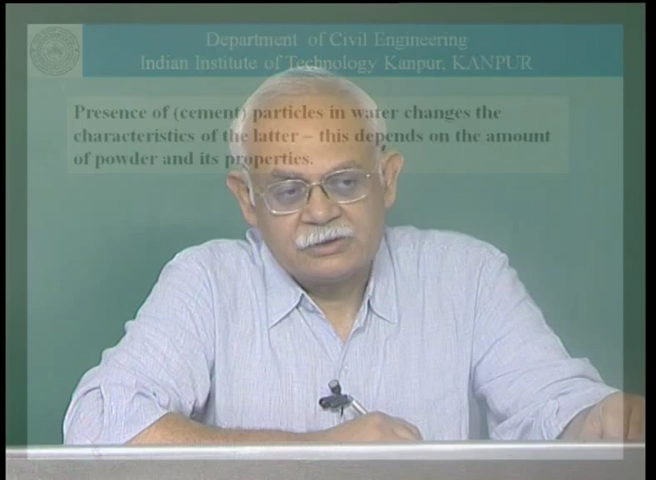 Department of Civil Engineering
Indian Institute of Technology Kanpur, KANPUR
Presence of (cement) particles in water changes the
characteristics of the latter – this depends on the amount
of powder and its properties.